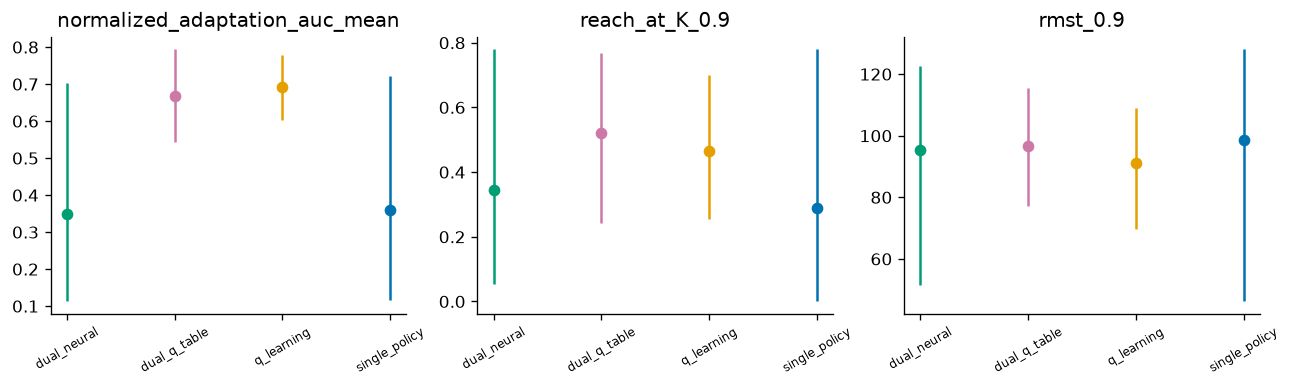 normalized_adaptation_auc_mean
0.8
0.7
0.6
0.5
0.4
0.3
0.2
0.1
dual_neural
dual_q_table
q_learning
single_policy
reach_at_K_0.9
0.8
0.6
0.4
0.2
0.0
dual_neural
dual_q_table
q_learning
single_policy
rmst_0.9
120
100
80
60
dual_neural
dual_q_table
q_learning
single_policy